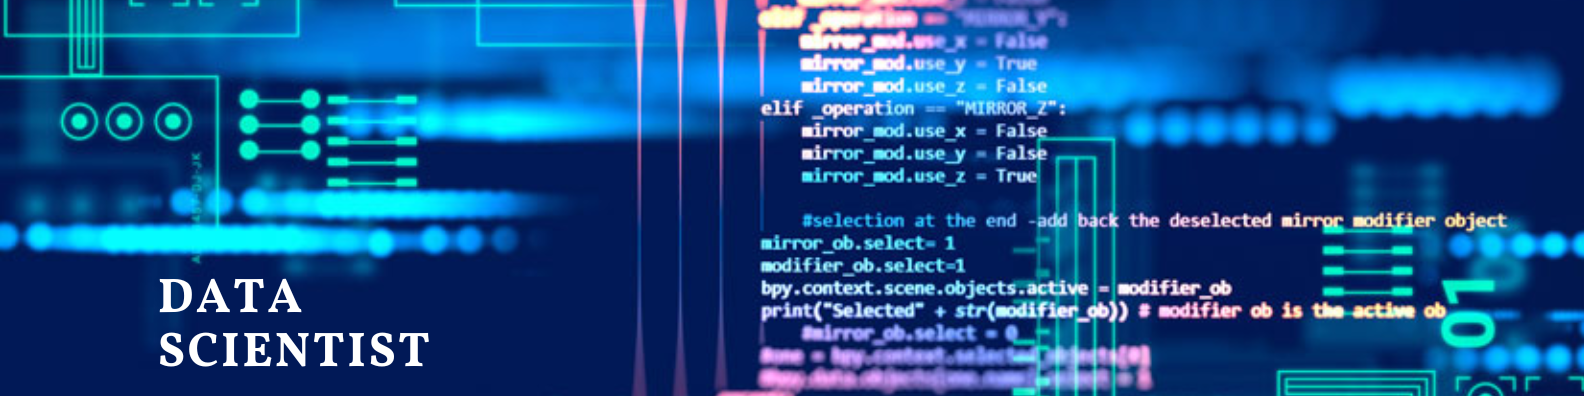 elif _operation == "MIRROR_Y":
mirror_mod.use_x = False
mirror_mod.use_y = True
mirror_mod.use_z = False
elif _operation == "MIRROR_Z":
mirror_mod.use_x = False
mirror_mod.use_y = False
mirror_mod.use_z = True
#selection at the end -add back the deselected mirror modifier object
mirror_ob.select= 1
modifier_ob.select=1
bpy.context.scene.objects.active = modifier_ob
print("Selected" + str(modifier_ob)) # modifier ob is the active ob
#mirror_ob.select = 0
01
DATA
SCIENTIST